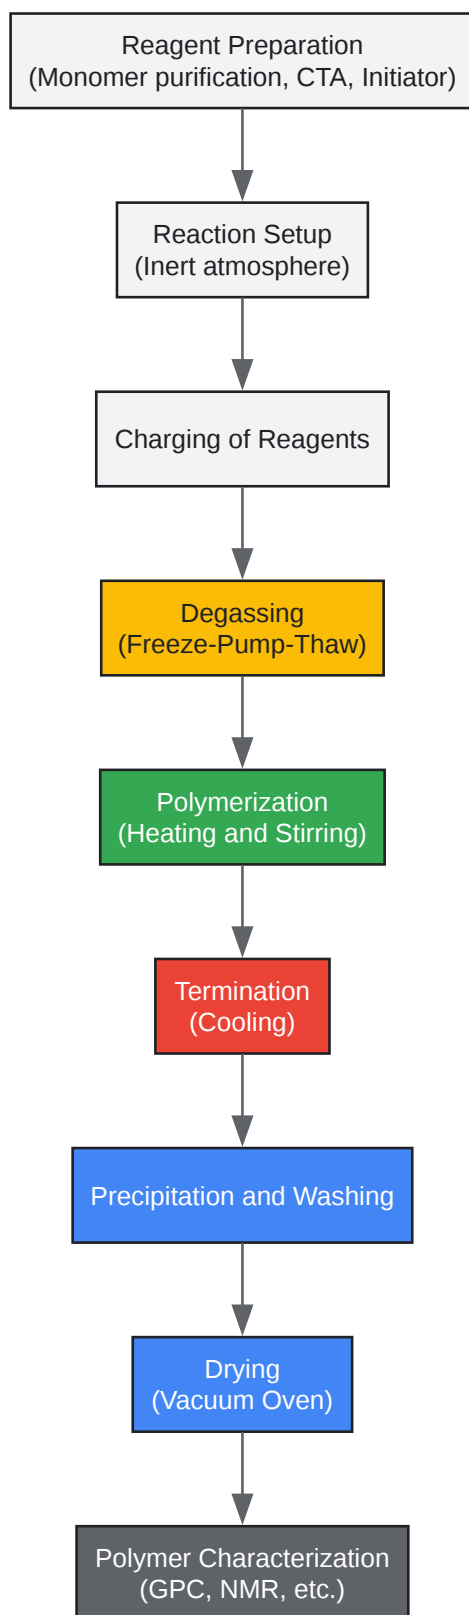 Reagent Preparation
(Monomer purification, CTA, Initiator)
Reaction Setup
(Inert atmosphere)
Charging of Reagents
Degassing
(Freeze-Pump-Thaw)
Polymerization
(Heating and Stirring)
Termination
(Cooling)
Precipitation and Washing
Drying
(Vacuum Oven)
Polymer Characterization
(GPC, NMR, etc.)